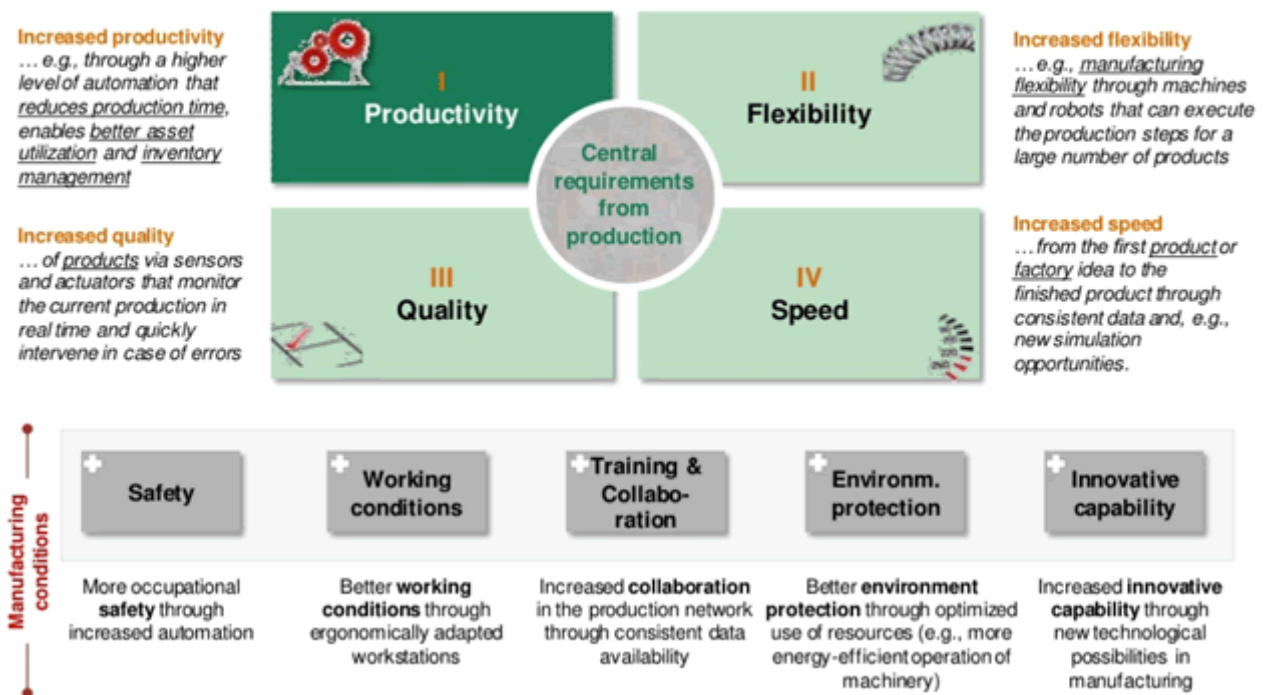 Increased productivity
… e.g., through a higher
level of automation that
reduces production time,
enables better asset
utilization and inventory
management
I
Productivity
II
Flexibility
Increased flexibility
… e.g., manufacturing
flexibility through machines
and robots that can execute
the production steps for a
large number of products
Central
requirements
from
production
Increased quality
… of products via sensors
and actuators that monitor
the current production in
real time and quickly
intervene in case of errors
III
Quality
IV
Speed
Increased speed
…from the first product or
factory idea to the
finished product through
consistent data and, e.g.,
new simulation
opportunities.
Manufacturing
conditions
Safety
Working
conditions
Training &
Collabo-
ration
Environm.
protection
Innovative
capability
More occupational
safety through
increased automation
Better working
conditions through
ergonomically adapted
workstations
Increased collaboration
in the production network
through consistent data
availability
Better environment
protection through optimized
use of resources (e.g., more
energy-efficient operation of
machinery)
Increased innovative
capability through
new technological
possibilities in
manufacturing